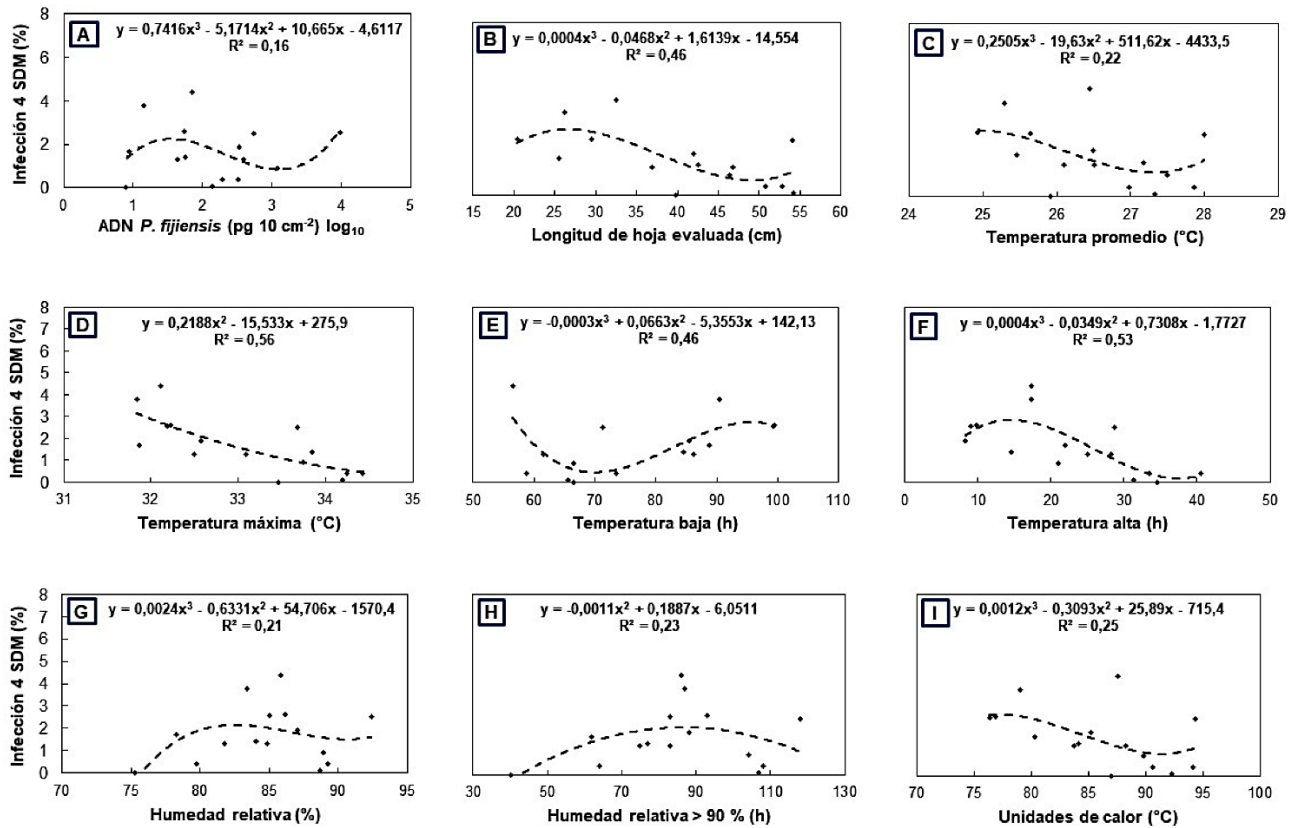 A
y = 0,7416x³ - 5,1714x² + 10,665x - 4,6117
R² = 0,16
Infección 4 SDM (%)
8
6
4
2
0
0 1 2 3 4 5
ADN P. fijiensis (pg 10 cm⁻²) log₁₀
B
y = 0,0004x³ - 0,0468x² + 1,6139x - 14,554
R² = 0,46
15 20 25 30 35 40 45 50 55 60
Longitud de hoja evaluada (cm)
C
y = 0,2505x³ - 19,63x² + 511,62x - 4433,5
R² = 0,22
24 25 26 27 28 29
Temperatura promedio (°C)
D
y = 0,2188x² - 15,533x + 275,9
R² = 0,56
Infección 4 SDM (%)
8
7
6
5
4
3
2
1
0
31 32 33 34 35
Temperatura máxima (°C)
E
y = -0,0003x³ + 0,0663x² - 5,3553x + 142,13
R² = 0,46
50 60 70 80 90 100 110
Temperatura baja (h)
F
y = 0,0004x³ - 0,0349x² + 0,7308x - 1,7727
R² = 0,53
0 10 20 30 40 50
Temperatura alta (h)
G
y = 0,0024x³ - 0,6331x² + 54,706x - 1570,4
R² = 0,21
Infección 4 SDM (%)
8
7
6
5
4
3
2
1
0
70 75 80 85 90 95
Humedad relativa (%)
H
y = -0,0011x² + 0,1887x - 6,0511
R² = 0,23
30 50 70 90 110 130
Humedad relativa > 90 % (h)
I
y = 0,0012x³ - 0,3093x² + 25,89x - 715,4
R² = 0,25
70 75 80 85 90 95 100
Unidades de calor (°C)